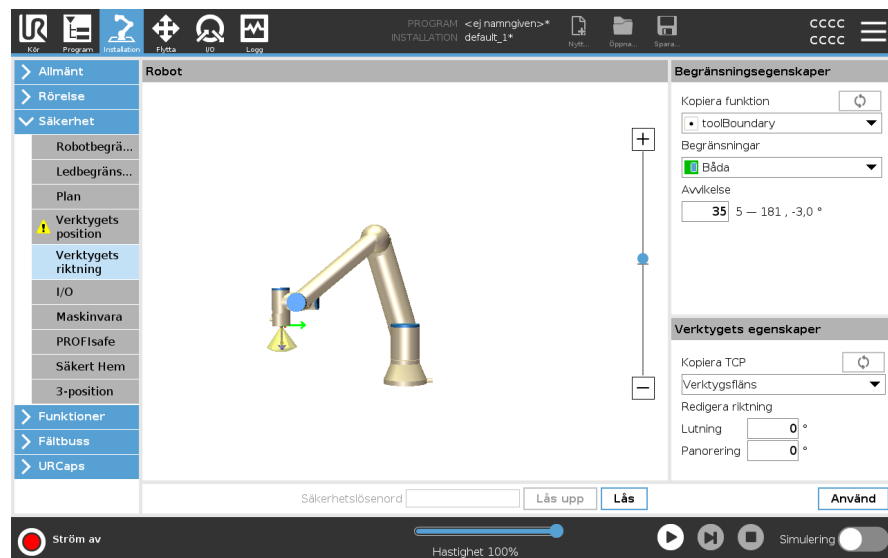 PROGRAM <ej namngiven>*
INSTALLATION default_1*
Kör
Program
Installation
Flytta
I/O
Logg
Nytt...
Öppna...
Spara...
CCCC
CCCC
Allmänt
Rörelse
Säkerhet
Robotbegrä...
Ledbegräns...
Plan
Verktygets
position
Verktygets
riktning
I/O
Maskinvara
PROFIsafe
Säkert Hem
3-position
Funktioner
Fältbuss
URCaps
Robot
Begränsningsegenskaper
Kopiera funktion
toolBoundary
Begränsningar
Båda
Avvikelse
35 5 — 181 , -3,0 °
Verktygets egenskaper
Kopiera TCP
Verktygsfläns
Redigera riktning
Lutning 0 °
Panorering 0 °
Säkerhetslösenord
Lås upp
Lås
Använd
Ström av
Hastighet 100%
Simulering